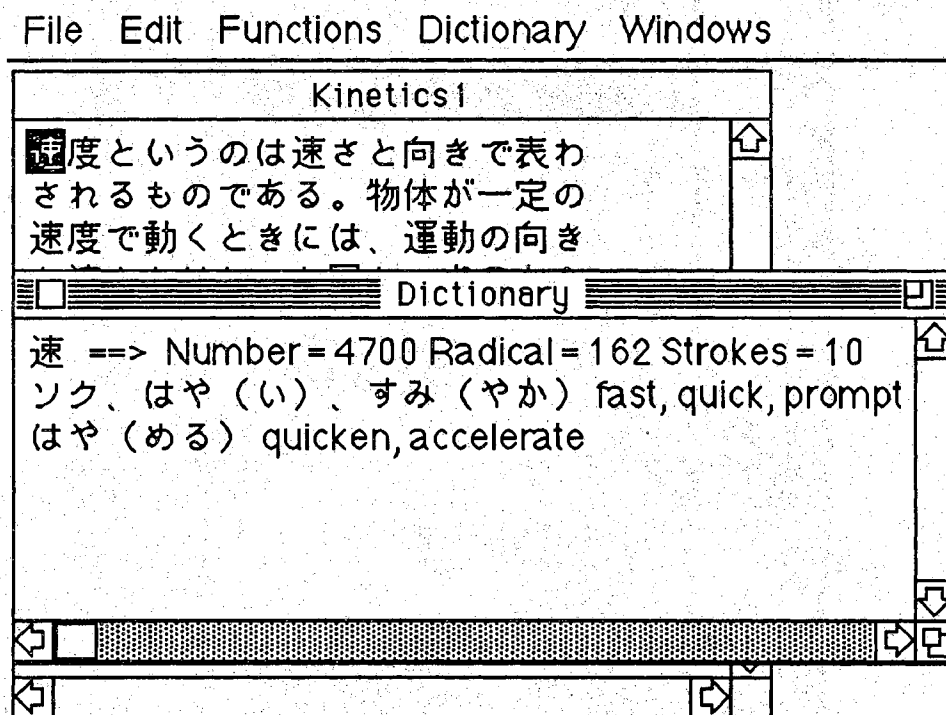 File Edit Functions Dictionary Windows
Kinetics1
速度というのは速さと向きで表わ
されるものである。物体が一定の
速度で動くときには、運動の向き
Dictionary
速 ==> Number = 4700 Radical = 162 Strokes = 10
ソク、はや（い）、すみ（やか）fast, quick, prompt
はや（める）quicken, accelerate